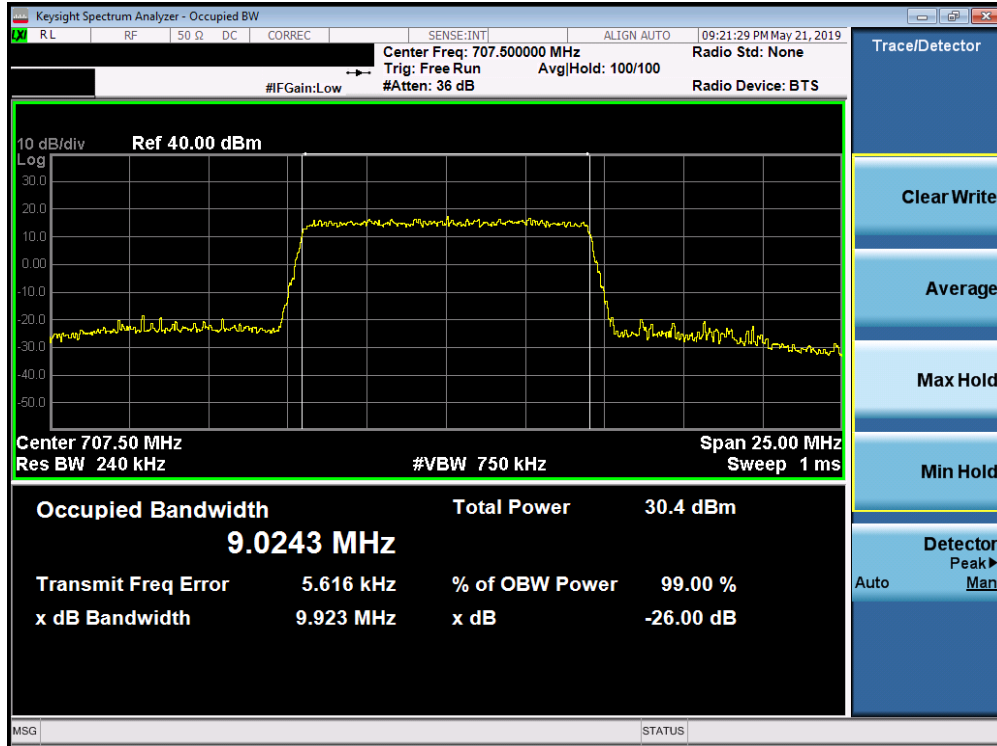 Keysight Spectrum Analyzer - Occupied BW
LXI RL RF 50 Ω DC CORREC SENSE:INT ALIGN AUTO 09:21:29 PM May 21, 2019
Center Freq: 707.500000 MHz Radio Std: None
Trig: Free Run Avg|Hold: 100/100
#IFGain:Low #Atten: 36 dB Radio Device: BTS
10 dB/div Ref 40.00 dBm
Log
30.0
20.0
10.0
0.00
-10.0
-20.0
-30.0
-40.0
-50.0
Center 707.50 MHz Span 25.00 MHz
Res BW 240 kHz #VBW 750 kHz Sweep 1 ms
Occupied Bandwidth Total Power 30.4 dBm
9.0243 MHz
Transmit Freq Error 5.616 kHz % of OBW Power 99.00 %
x dB Bandwidth 9.923 MHz x dB -26.00 dB
MSG STATUS
Trace/Detector
Clear Write
Average
Max Hold
Min Hold
Detector
Peak▶
Auto Man